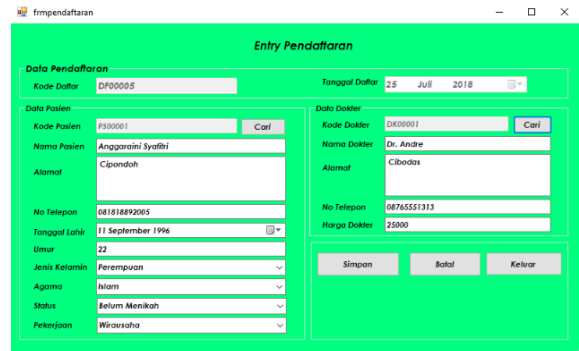 frmpendaftaran
Entry Pendaftaran
Data Pendaftaran
Kode Daftar DF00005
Tanggal Daftar 25 Juli 2018
Data Pasien
Kode Pasien PS00001 Cari
Nama Pasien Anggaraini Syafitri
Alamat Cipondoh
No Telepon 081818892005
Tanggal Lahir 11 September 1996
Umur 22
Jenis Kelamin Perempuan
Agama Islam
Status Belum Menikah
Pekerjaan Wirausaha
Data Dokter
Kode Dokter DK00001 Cari
Nama Dokter Dr. Andre
Alamat Cibodas
No Telepon 08765551313
Harga Dokter 25000
Simpan Batal Keluar